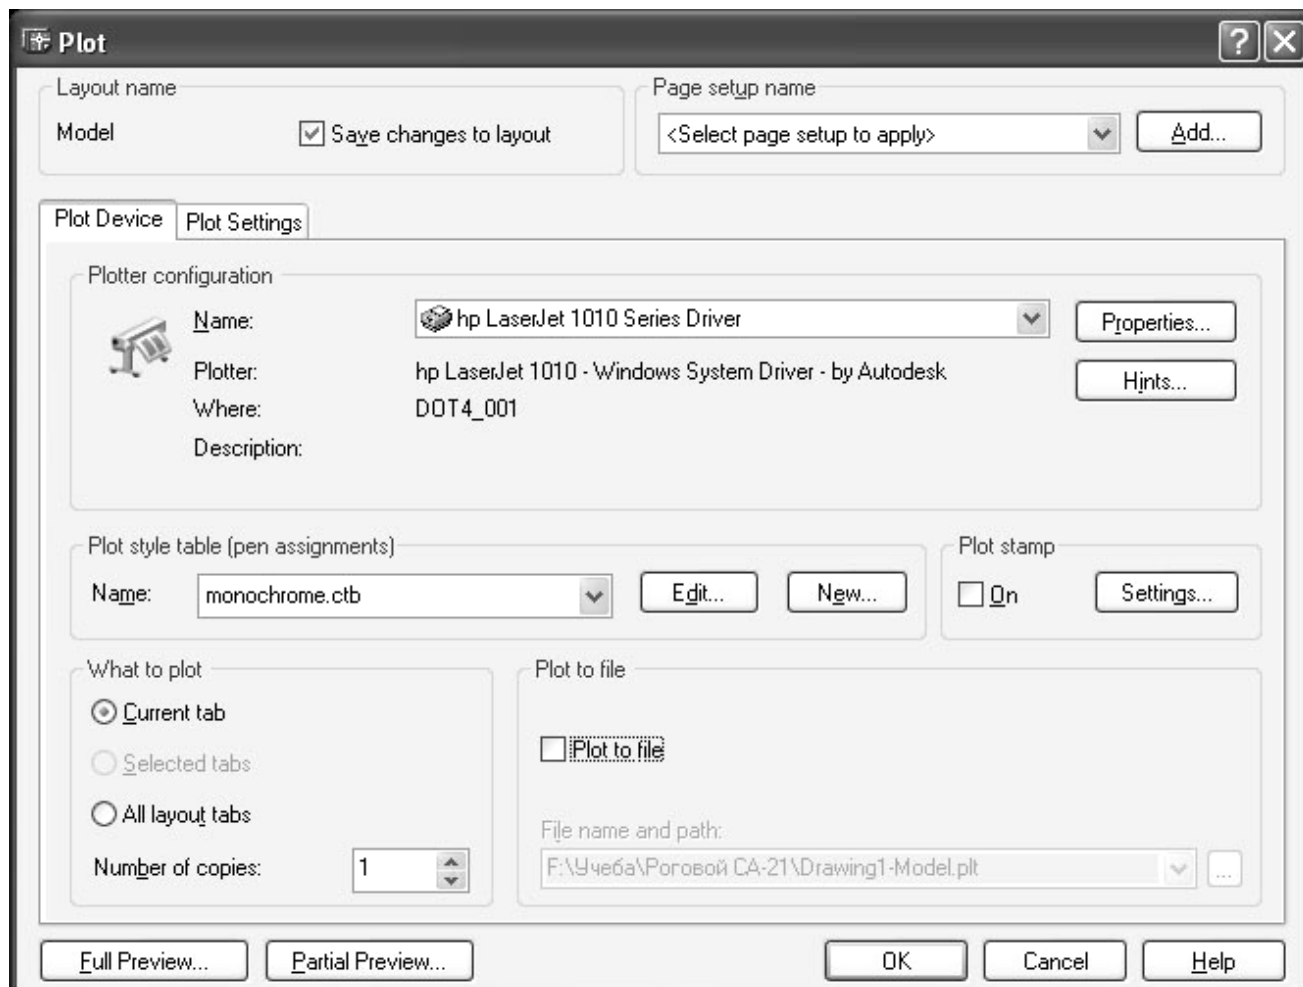 Plot
Layout name
Model
Save changes to layout
Page setup name
<Select page setup to apply>
Add...
Plot Device
Plot Settings
Plotter configuration
Name:
hp LaserJet 1010 Series Driver
Properties...
Plotter:
hp LaserJet 1010 - Windows System Driver - by Autodesk
Hints...
Where:
DOT4_001
Description:
Plot style table (pen assignments)
Name:
monochrome.ctb
Edit...
New...
Plot stamp
On
Settings...
What to plot
Current tab
Selected tabs
All layout tabs
Number of copies:
1
Plot to file
Plot to file
File name and path:
F:\Учеба\Роговой СА-21\Drawing1-Model.plt
...
Full Preview...
Partial Preview...
OK
Cancel
Help